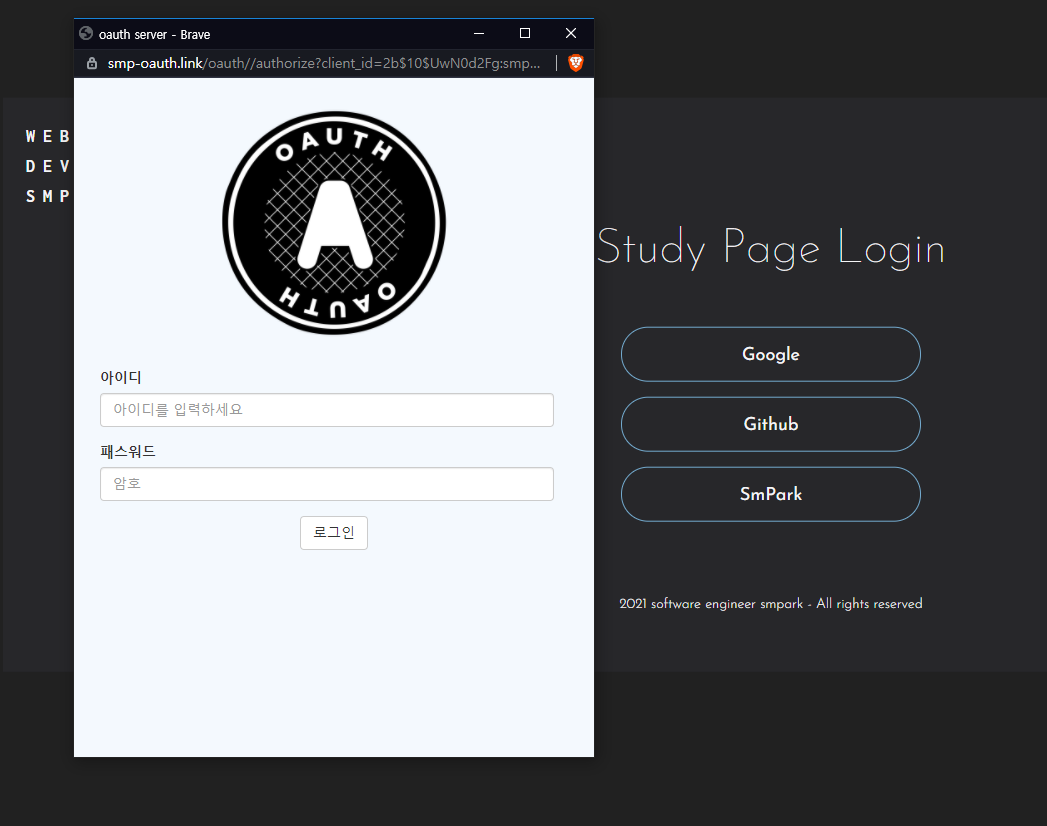 oauth server - Brave
smp-oauth.link/oauth//authorize?client_id=2b$10$UwN0d2Fg:smp...
OAUTH
A
OAUTH
아이디
아이디를 입력하세요
패스워드
암호
로그인
WEB
DEV
SMP
Study Page Login
Google
Github
SmPark
2021 software engineer smpark - All rights reserved